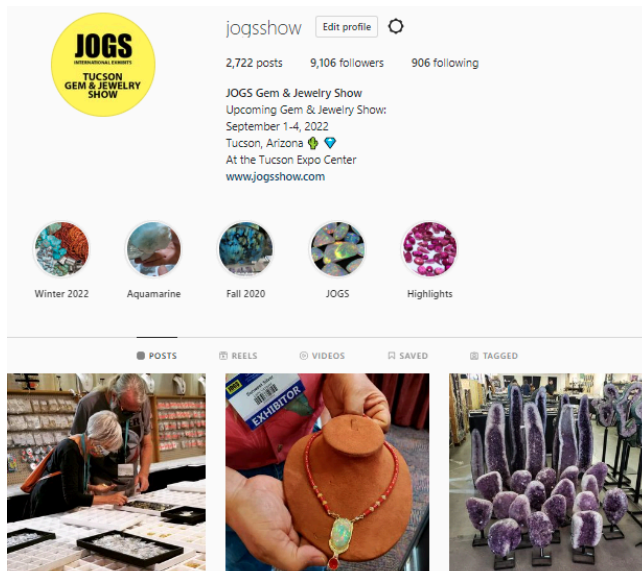 JOGS
INTERNATIONAL EXHIBITS
TUCSON
GEM & JEWELRY
SHOW
jogsshow Edit profile
2,722 posts 9,106 followers 906 following
JOGS Gem & Jewelry Show
Upcoming Gem & Jewelry Show:
September 1-4, 2022
Tucson, Arizona 🌵 💎
At the Tucson Expo Center
www.jogsshow.com
Winter 2022 Aquamarine Fall 2020 JOGS Highlights
POSTS REELS VIDEOS SAVED TAGGED
EXHIBITOR